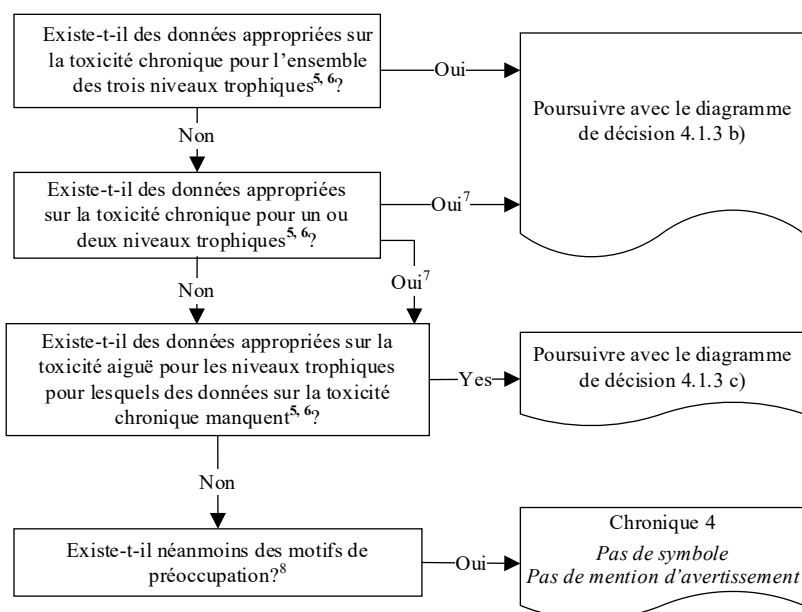 Existe-t-il des données appropriées sur
la toxicité chronique pour l'ensemble
des trois niveaux trophiques5, 6?
Oui
Poursuivre avec le diagramme
de décision 4.1.3 b)
Non
Existe-t-il des données appropriées
sur la toxicité chronique pour un ou
deux niveaux trophiques5, 6?
Oui7
Oui7
Non
Existe-t-il des données appropriées sur la
toxicité aiguë pour les niveaux trophiques
pour lesquels des données sur la toxicité
chronique manquent5, 6?
Yes
Poursuivre avec le diagramme
de décision 4.1.3 c)
Non
Existe-t-il néanmoins des motifs de
préoccupation?8
Oui
Chronique 4
Pas de symbole
Pas de mention d'avertissement